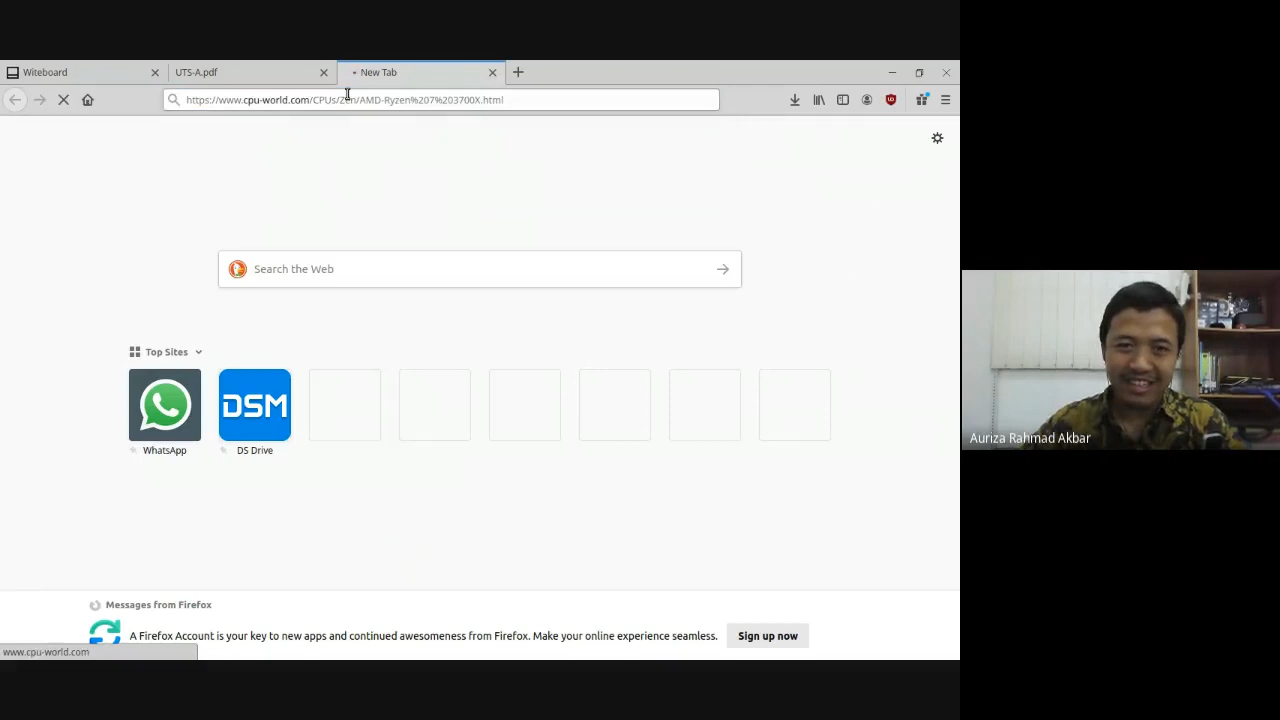 Witeboard
UTS-A.pdf
New Tab
https://www.cpu-world.com/CPUs/Zen/AMD-Ryzen%207%203700X.html
Search the Web
Top Sites
DSM
WhatsApp
DS Drive
Auriza Rahmad Akbar
Messages from Firefox
A Firefox Account is your key to new apps and continued awesomeness from Firefox. Make your online experience seamless.
Sign up now
www.cpu-world.com